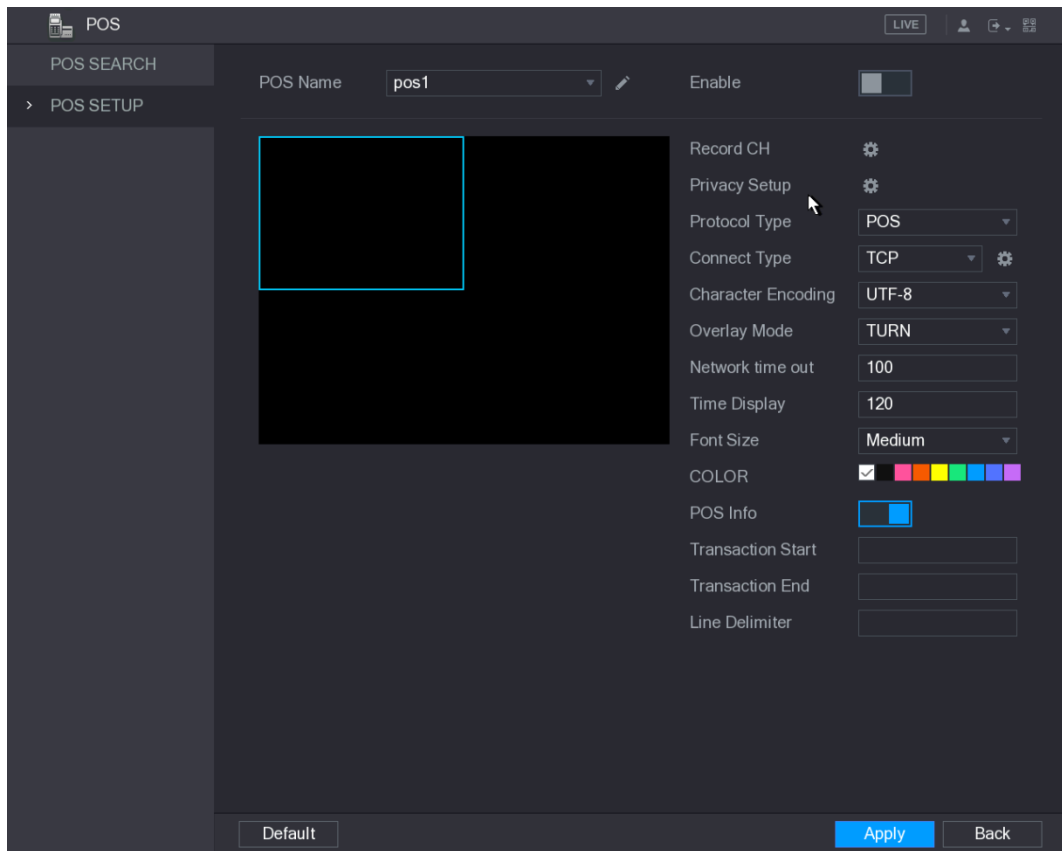 POS
LIVE
POS SEARCH
POS SETUP
POS Name pos1
Enable
Record CH
Privacy Setup
Protocol Type POS
Connect Type TCP
Character Encoding UTF-8
Overlay Mode TURN
Network time out 100
Time Display 120
Font Size Medium
COLOR
POS Info
Transaction Start
Transaction End
Line Delimiter
Default Apply Back